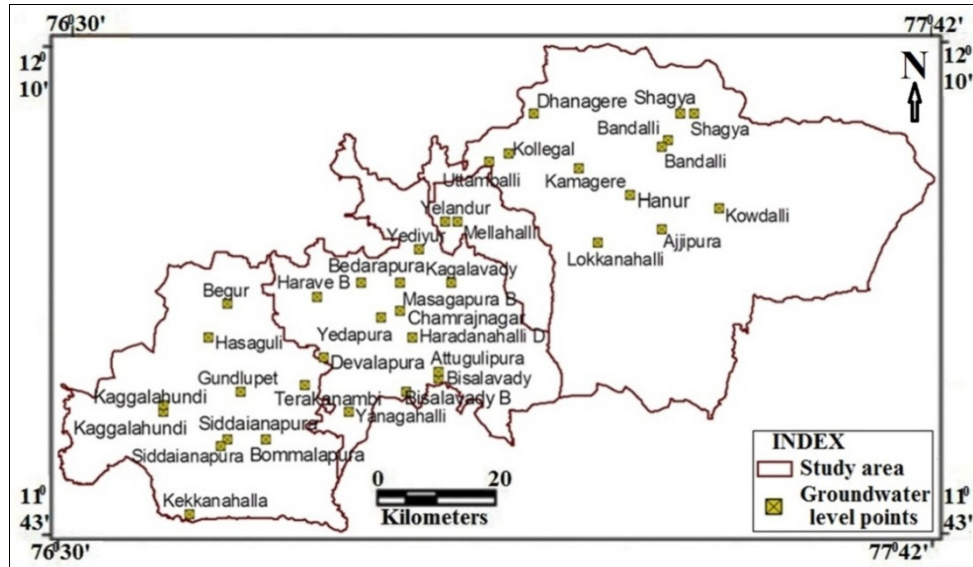 76°30'
77°42'
12°
10'
12°
10'
N
Dhanagere
Shagya
Shagya
Bandalli
Bandalli
Kollegal
Uttamballi
Kamagere
Hanur
Kowdalli
Yelandur
Mellahalli
Ajjipura
Yediyur
Lokkanahalli
Bedarapura
Kagalavady
Harave B
Begur
Masagapura B
Chamrajnagar
Yedapura
Haradanahalli D
Hasaguli
Devalapura
Attugulipura
Bisalavady
Gundlupet
Terakanambi
Bisalavady B
Kaggalahundi
Kaggalahundi
Yanagahalli
Siddaianapura
Siddaianapura
Bommalapura
Kekkanahalla
0
20
Kilometers
INDEX
Study area
Groundwater
level points
11°
43'
11°
43'
76°30'
77°42'